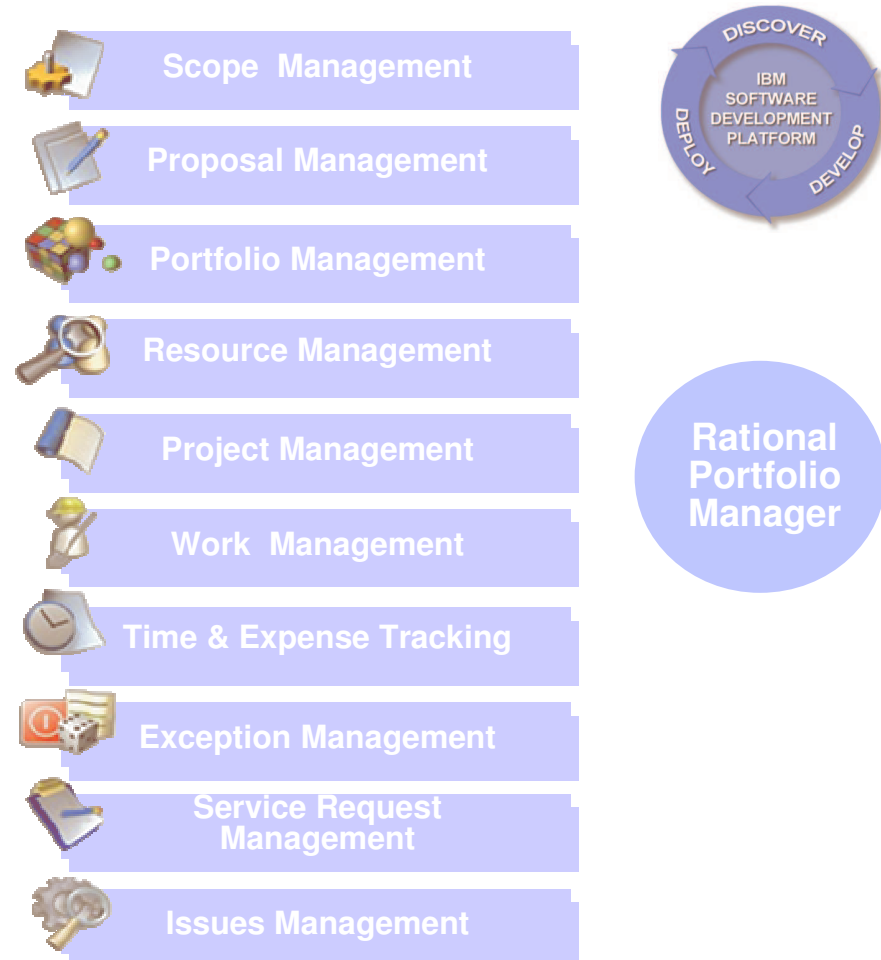 Scope  Management
Proposal Management
Portfolio Management
Resource Management
Project Management
Work  Management
Time & Expense Tracking
Exception Management
Service Request
Management
Issues Management
DISCOVER
DEVELOP
DEPLOY
IBM
SOFTWARE
DEVELOPMENT
PLATFORM
Rational
Portfolio
Manager